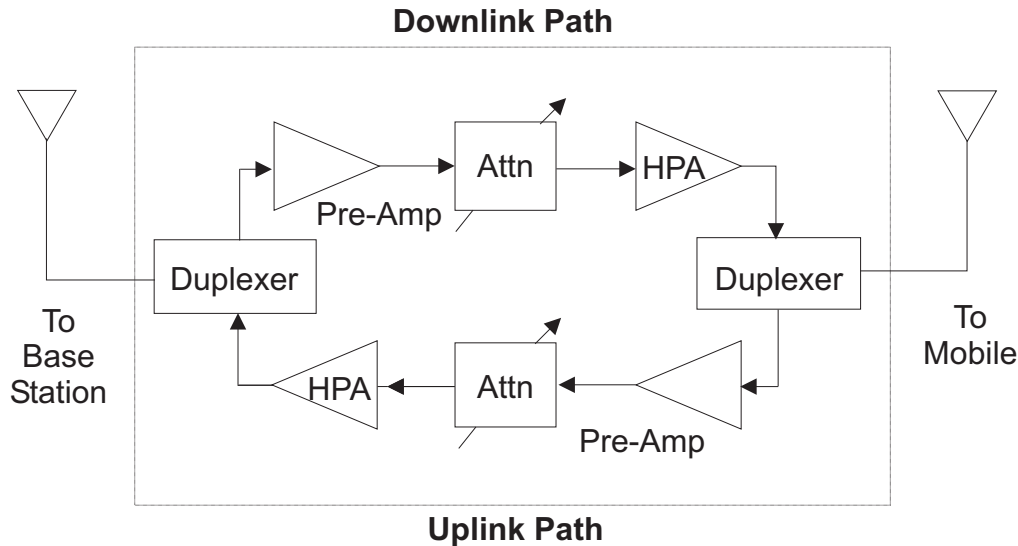 Downlink Path
Attn
HPA
Pre-Amp
Duplexer
Duplexer
To
Base
Station
To
Mobile
HPA
Attn
Pre-Amp
Uplink Path